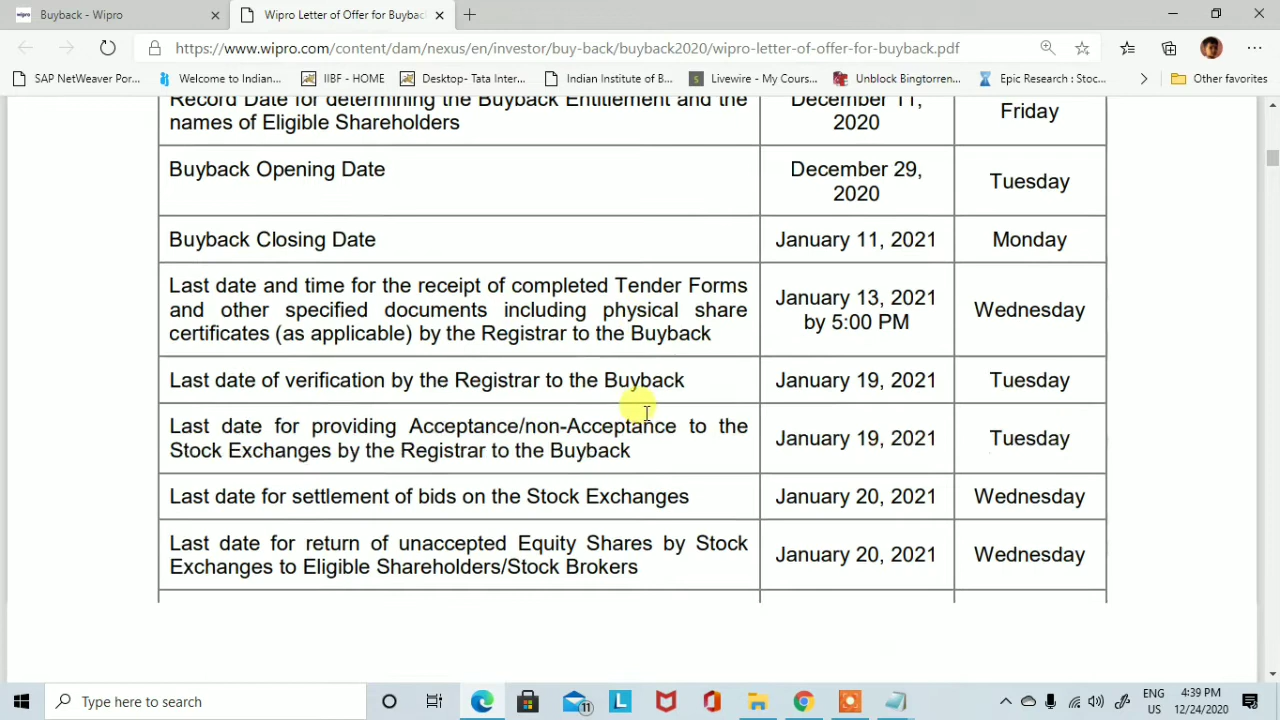 wipro Buyback - Wipro
Wipro Letter of Offer for Buybac
https://www.wipro.com/content/dam/nexus/en/investor/buy-back/buyback2020/wipro-letter-of-offer-for-buyback.pdf
SAP NetWeaver Por... Welcome to Indian... IIBF - HOME Desktop- Tata Inter... Indian Institute of B... S Livewire - My Cours... Unblock Bingtorren... Epic Research : Stoc... Other favorites
Record Date for determining the Buyback Entitlement and the
names of Eligible Shareholders
December 11,
2020
Friday
Buyback Opening Date
December 29,
2020
Tuesday
Buyback Closing Date January 11, 2021 Monday
Last date and time for the receipt of completed Tender Forms
and other specified documents including physical share
certificates (as applicable) by the Registrar to the Buyback
January 13, 2021
by 5:00 PM
Wednesday
Last date of verification by the Registrar to the Buyback January 19, 2021 Tuesday
Last date for providing Acceptance/non-Acceptance to the
Stock Exchanges by the Registrar to the Buyback
January 19, 2021
Tuesday
Last date for settlement of bids on the Stock Exchanges January 20, 2021 Wednesday
Last date for return of unaccepted Equity Shares by Stock
Exchanges to Eligible Shareholders/Stock Brokers
January 20, 2021
Wednesday
Type here to search
11
L
ENG
US
4:39 PM
12/24/2020